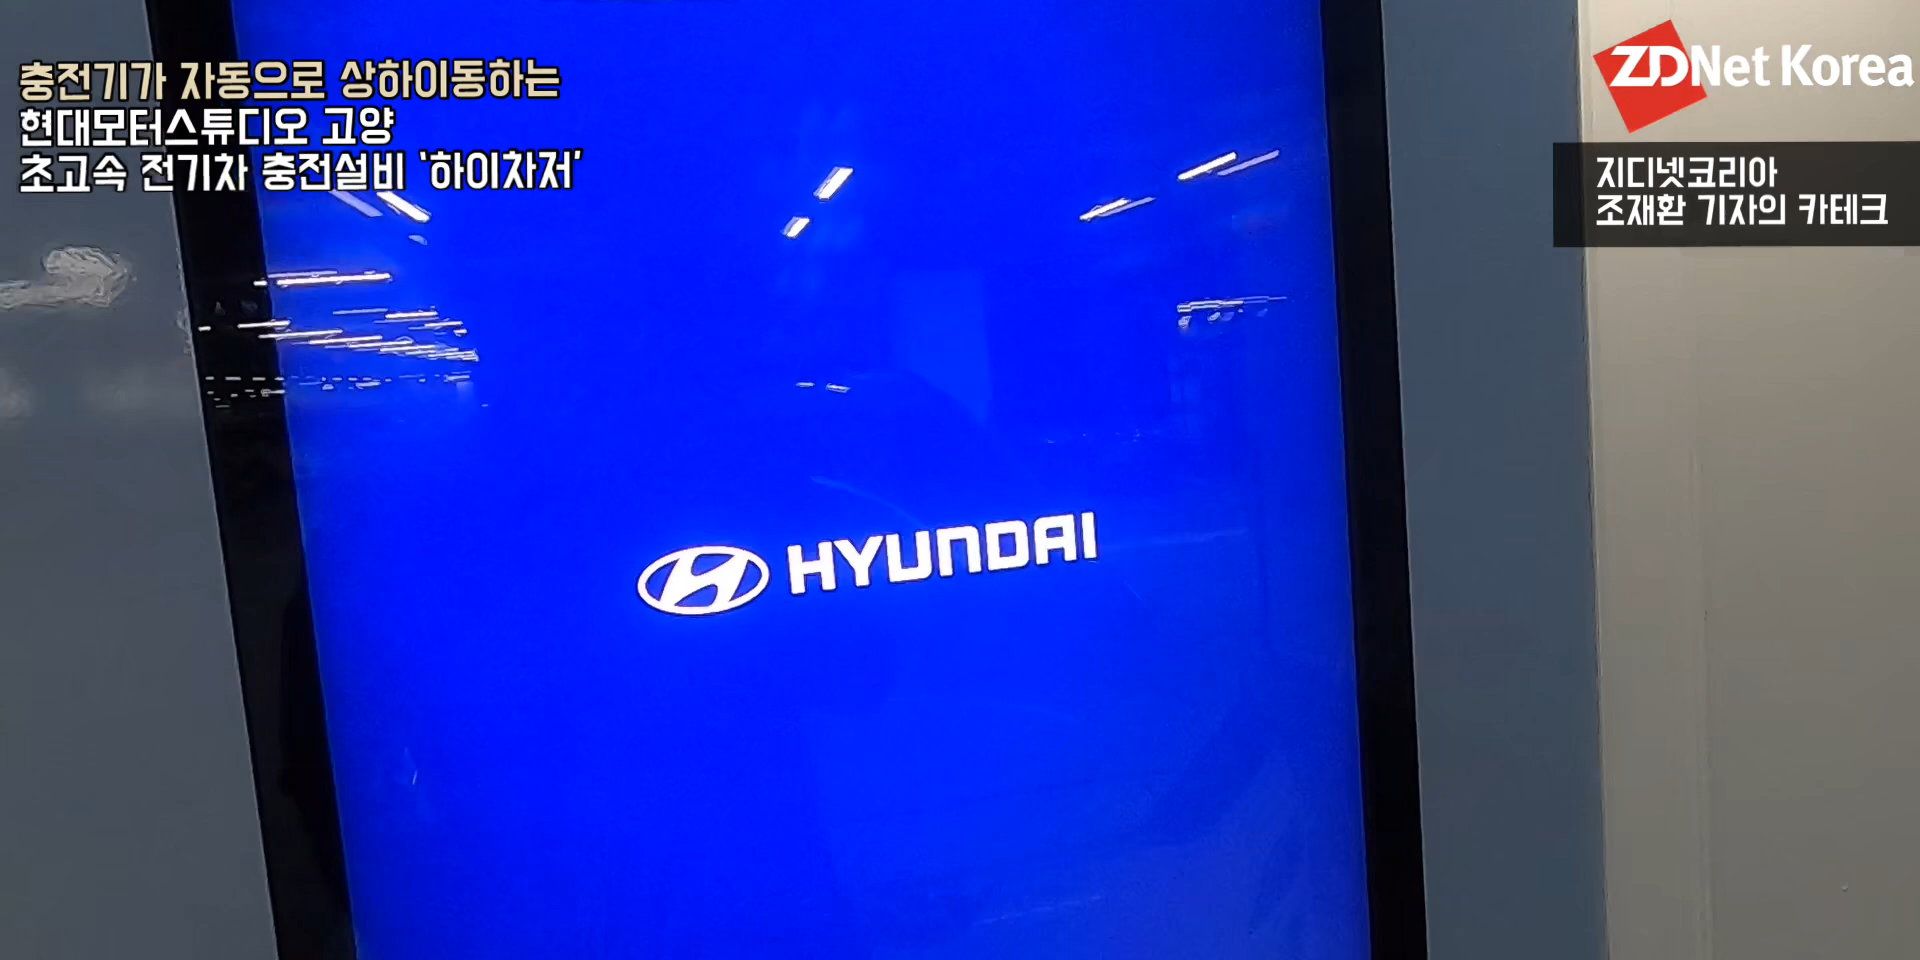 충전기가 자동으로 상하이동하는
현대모터스튜디오 고양
초고속 전기차 충전설비 '하이차저'
ZDNet Korea
지디넷코리아
조재환 기자의 카테크
HYUNDAI